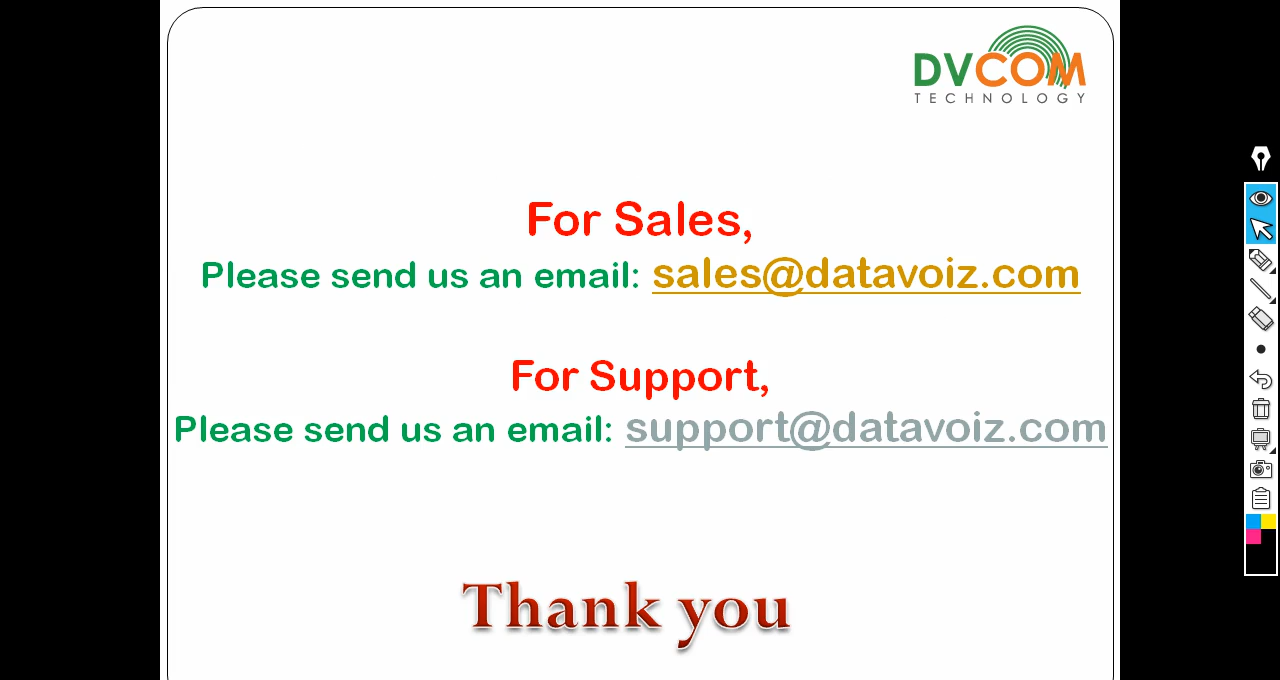 DVCOM
TECHNOLOGY
For Sales,
Please send us an email: sales@datavoiz.com
For Support,
Please send us an email: support@datavoiz.com
Thank you